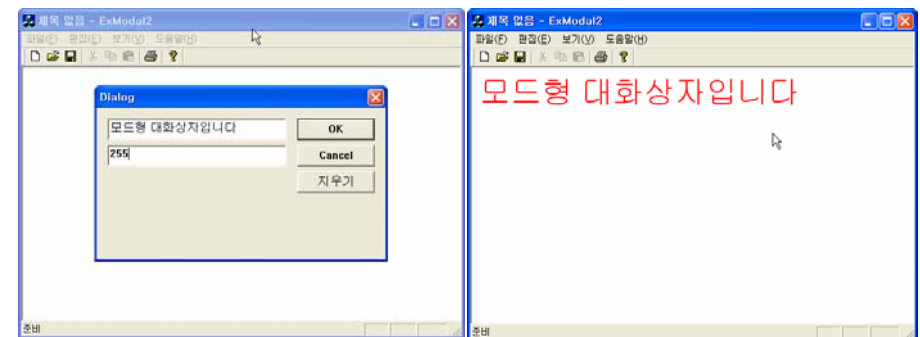 제목 없음 - ExModal2
파일(F) 편집(E) 보기(V) 도움말(H)
Dialog
모드형 대화상자입니다
OK
255
Cancel
지우기
준비
제목 없음 - ExModal2
파일(F) 편집(E) 보기(V) 도움말(H)
모드형 대화상자입니다
준비